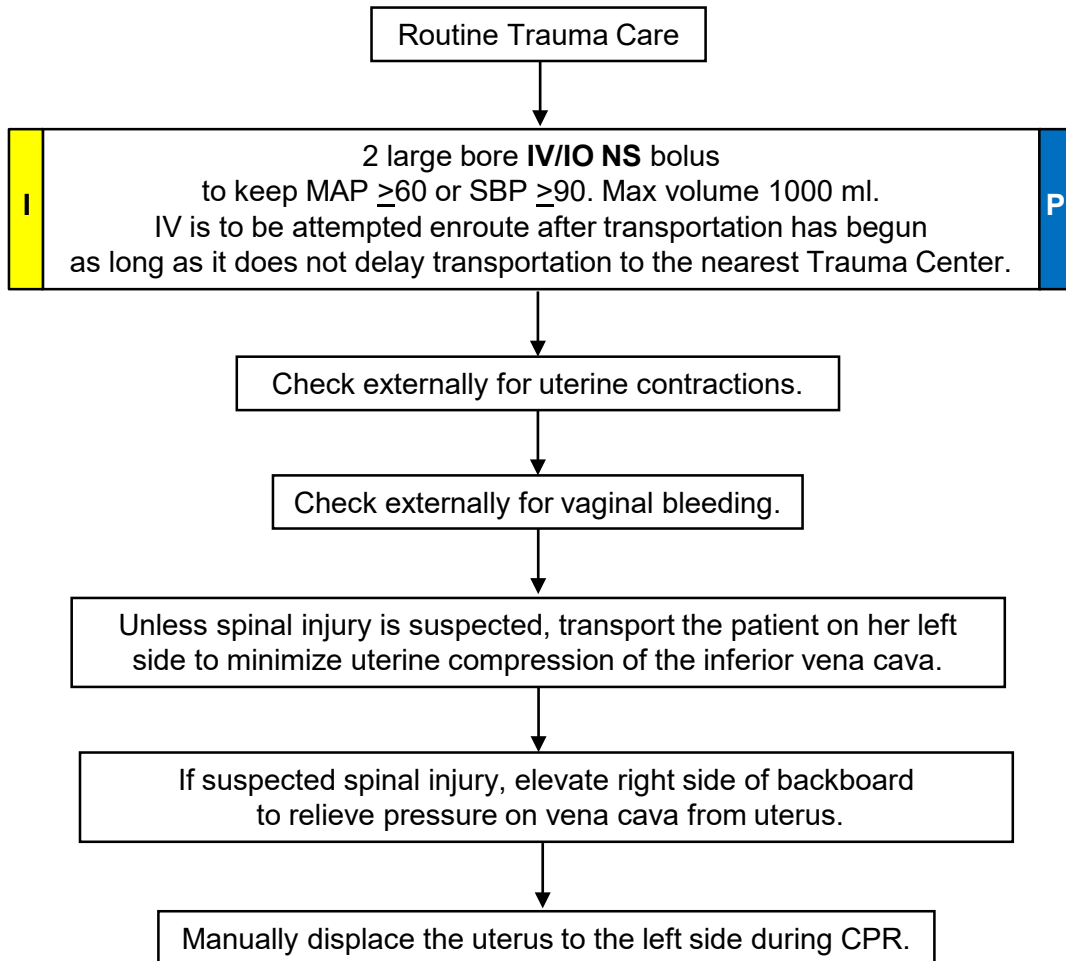 Routine Trauma Care
I
2 large bore IV/IO NS bolus
to keep MAP >60 or SBP >90. Max volume 1000 ml.
IV is to be attempted enroute after transportation has begun
as long as it does not delay transportation to the nearest Trauma Center.
P
Check externally for uterine contractions.
Check externally for vaginal bleeding.
Unless spinal injury is suspected, transport the patient on her left
side to minimize uterine compression of the inferior vena cava.
If suspected spinal injury, elevate right side of backboard
to relieve pressure on vena cava from uterus.
Manually displace the uterus to the left side during CPR.